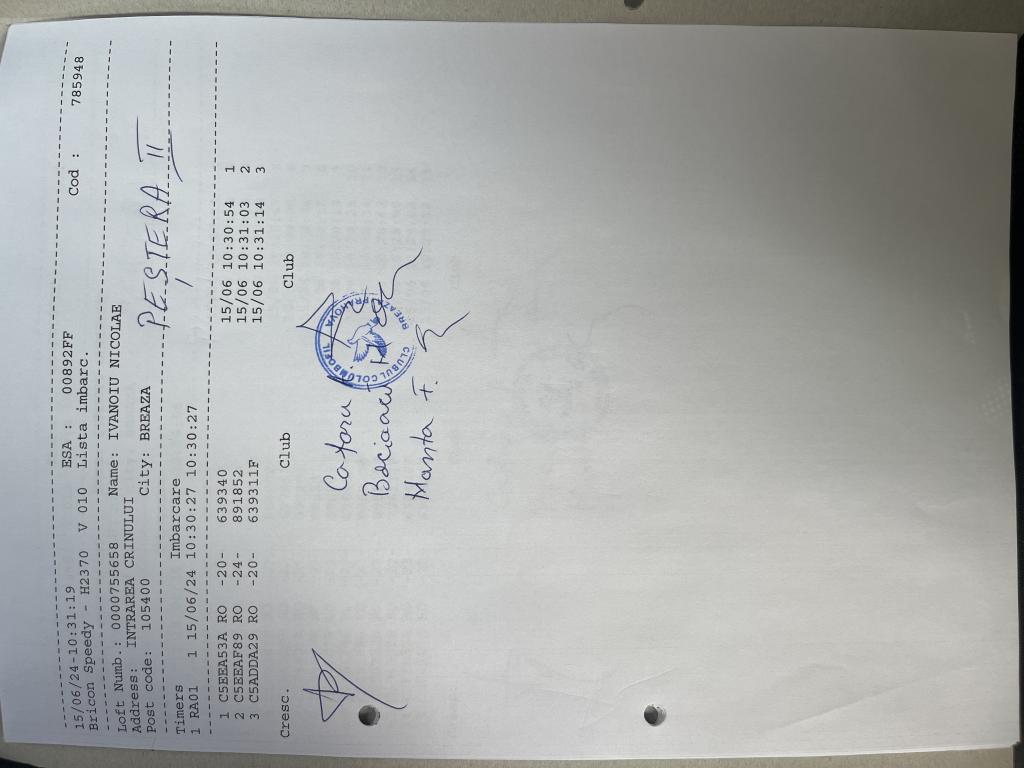 15/06/24-10:31:19 ESA : 00892FF Cod : 785948
Bricon Speedy - H2370 V 010 Lista imbarc.
Loft Numb.: 0000755658 Name: IVANOIU NICOLAE
Address: INTRAREA CRINULUI
Post code: 105400 City: BREAZA
PEȘTERA II
Timers Imbarcare
1 RA01 1 15/06/24 10:30:27 10:30:27
1 C5EEA53A RO -20- 639340 15/06 10:30:54 1
2 C5EEAF89 RO -24- 891852 15/06 10:31:03 2
3 C5ADDA29 RO -20- 639311F 15/06 10:31:14 3
Cresc. Club Club
Manta F.
CLUBUL COLOMBOFIL
BREAZA PRAHOVA